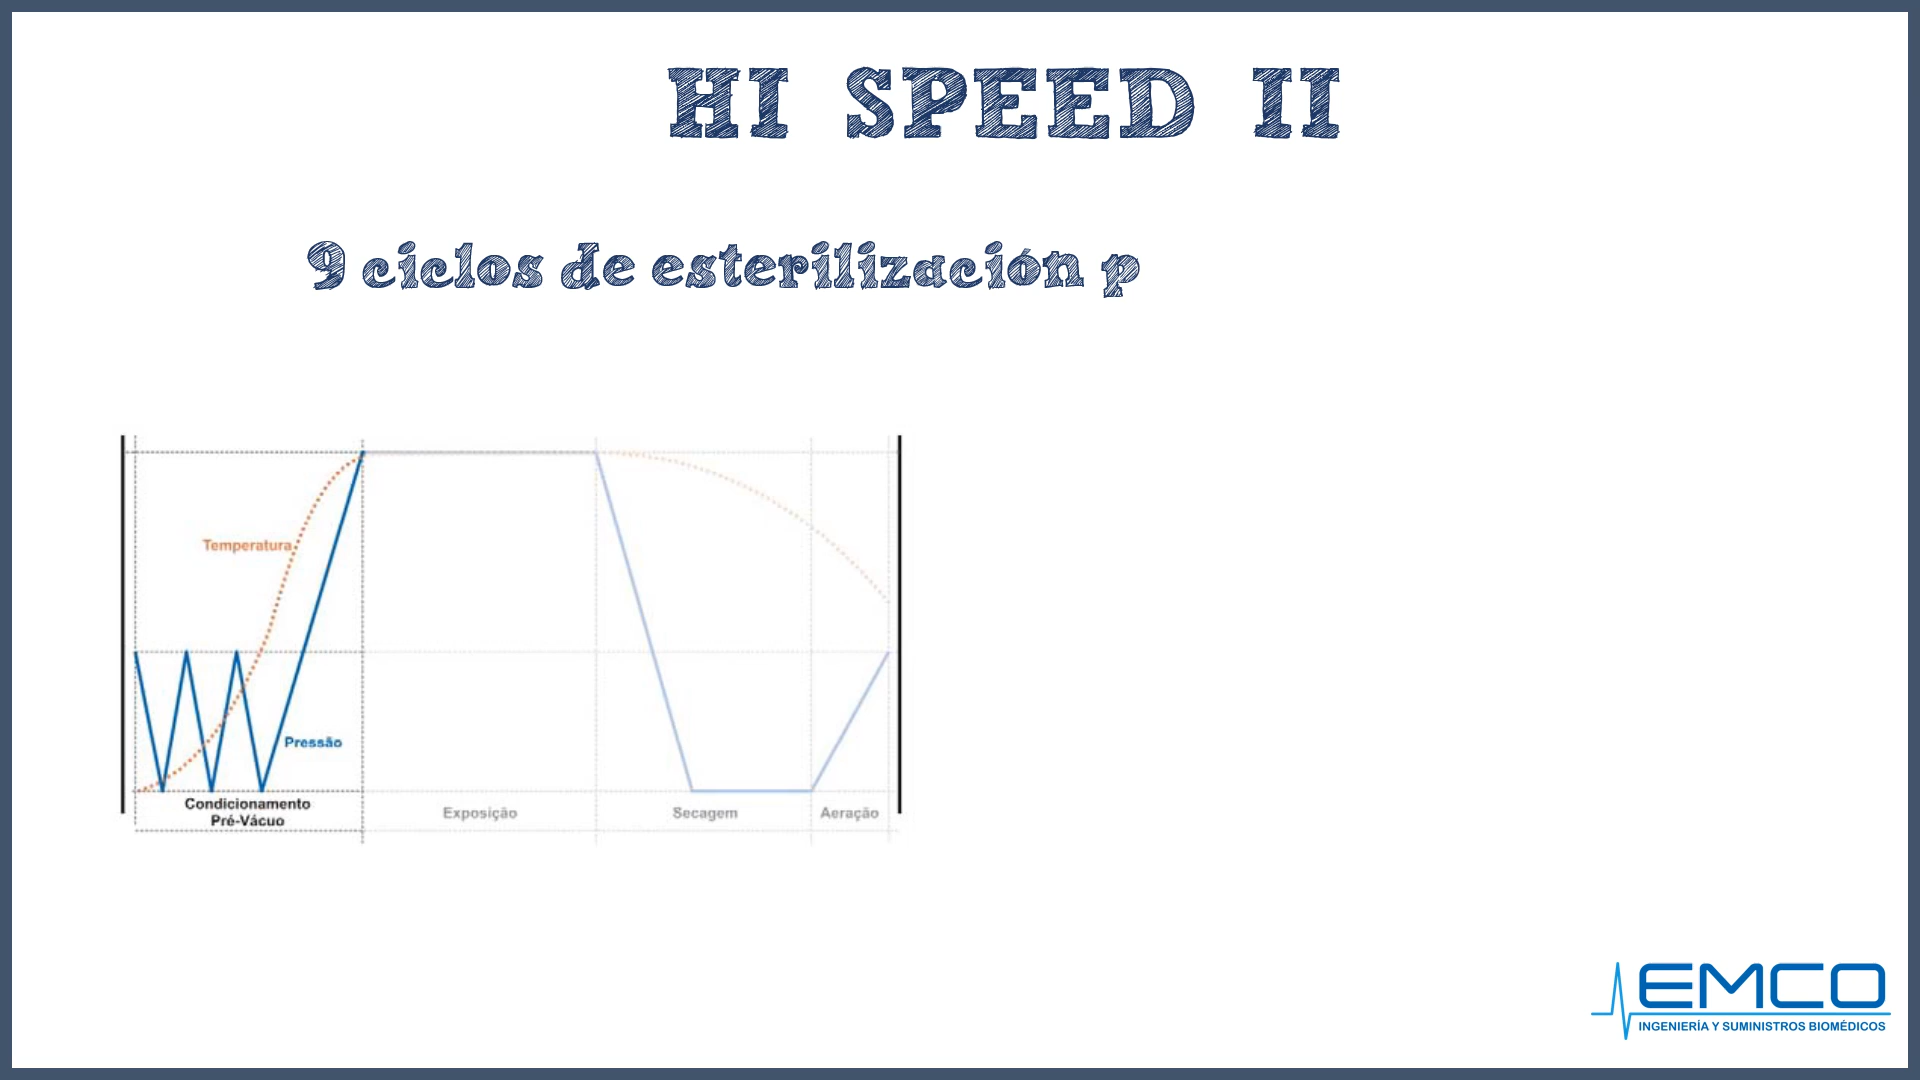 HI SPEED II
9 ciclos de esterilización p
Temperatura
Pressão
Condicionamento
Pré-Vácuo
Exposição
Secagem
Aeração
EMCO
INGENIERÍA Y SUMINISTROS BIOMÉDICOS